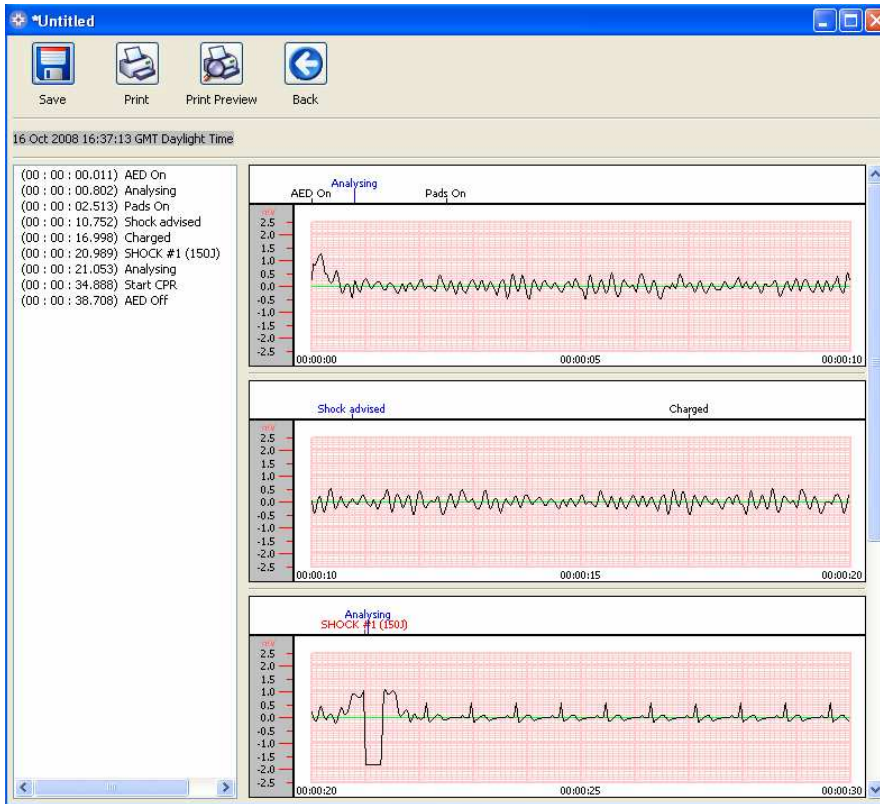 *Untitled
Save Print Print Preview Back
16 Oct 2008 16:37:13 GMT Daylight Time
(00 : 00 : 00.011) AED On
(00 : 00 : 00.802) Analysing
(00 : 00 : 02.513) Pads On
(00 : 00 : 10.752) Shock advised
(00 : 00 : 16.998) Charged
(00 : 00 : 20.989) SHOCK #1 (150J)
(00 : 00 : 21.053) Analysing
(00 : 00 : 34.888) Start CPR
(00 : 00 : 38.708) AED Off
Analysing
AED On Pads On
mV
2.5
2.0
1.5
1.0
0.5
0.0
-0.5
-1.0
-1.5
-2.0
-2.5
00:00:00 00:00:05 00:00:10
Shock advised Charged
mV
2.5
2.0
1.5
1.0
0.5
0.0
-0.5
-1.0
-1.5
-2.0
-2.5
00:00:10 00:00:15 00:00:20
Analysing
SHOCK #1 (150J)
mV
2.5
2.0
1.5
1.0
0.5
0.0
-0.5
-1.0
-1.5
-2.0
-2.5
00:00:20 00:00:25 00:00:30